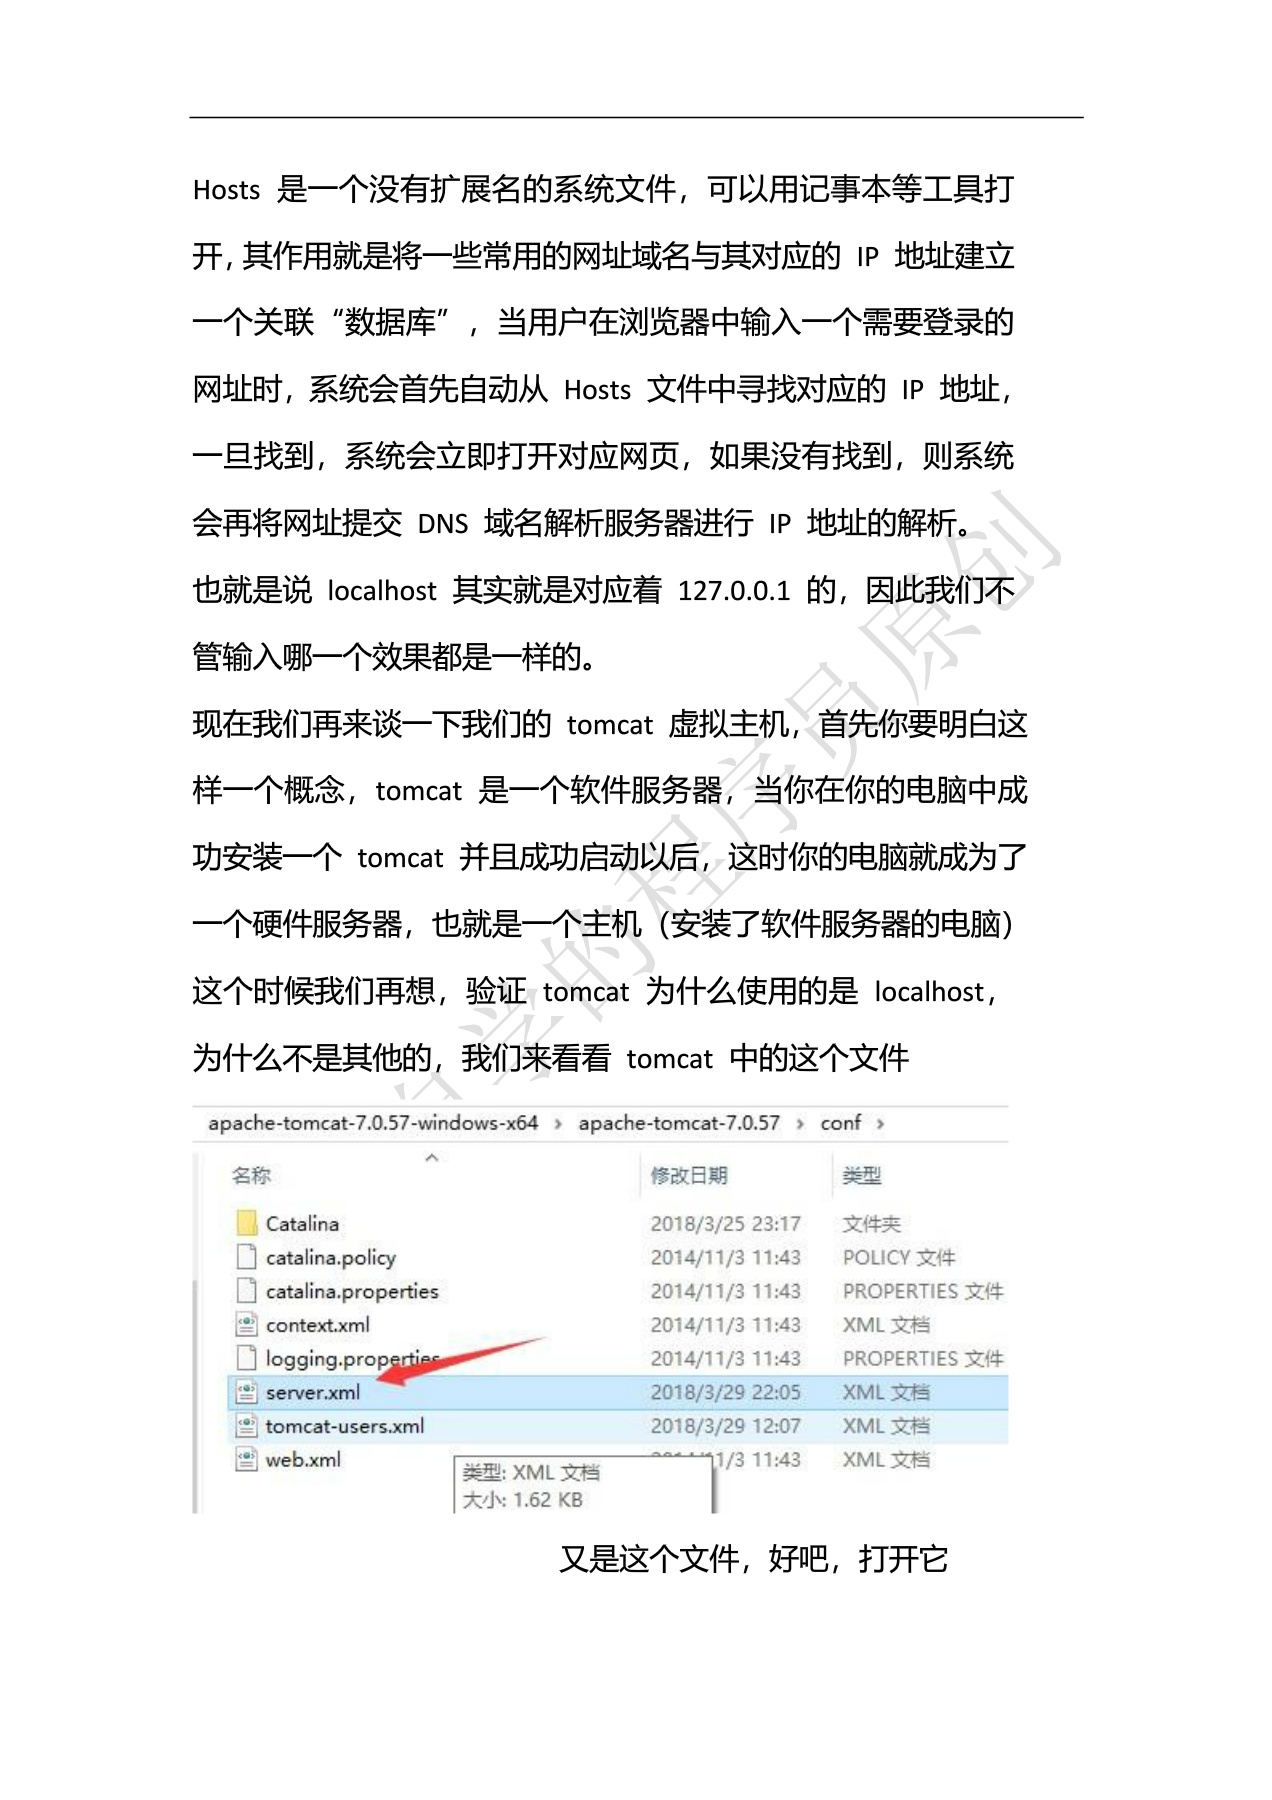 Hosts 是一个没有扩展名的系统文件，可以用记事本等工具打
开，其作用就是将一些常用的网址域名与其对应的 IP 地址建立
一个关联“数据库”，当用户在浏览器中输入一个需要登录的
网址时，系统会首先自动从 Hosts 文件中寻找对应的 IP 地址，
一旦找到，系统会立即打开对应网页，如果没有找到，则系统
会再将网址提交 DNS 域名解析服务器进行 IP 地址的解析。
也就是说 localhost 其实就是对应着 127.0.0.1 的，因此我们不
管输入哪一个效果都是一样的。
现在我们再来谈一下我们的 tomcat 虚拟主机，首先你要明白这
样一个概念，tomcat 是一个软件服务器，当你在你的电脑中成
功安装一个 tomcat 并且成功启动以后，这时你的电脑就成为了
一个硬件服务器，也就是一个主机（安装了软件服务器的电脑）
这个时候我们再想，验证 tomcat 为什么使用的是 localhost，
为什么不是其他的，我们来看看 tomcat 中的这个文件
学的程序员原创
apache-tomcat-7.0.57-windows-x64 › apache-tomcat-7.0.57 › conf ›
名称 修改日期 类型
Catalina 2018/3/25 23:17 文件夹
catalina.policy 2014/11/3 11:43 POLICY 文件
catalina.properties 2014/11/3 11:43 PROPERTIES 文件
context.xml 2014/11/3 11:43 XML 文档
logging.properties 2014/11/3 11:43 PROPERTIES 文件
server.xml 2018/3/29 22:05 XML 文档
tomcat-users.xml 2018/3/29 12:07 XML 文档
web.xml 1/3 11:43 XML 文档
类型: XML 文档
大小: 1.62 KB
又是这个文件，好吧，打开它